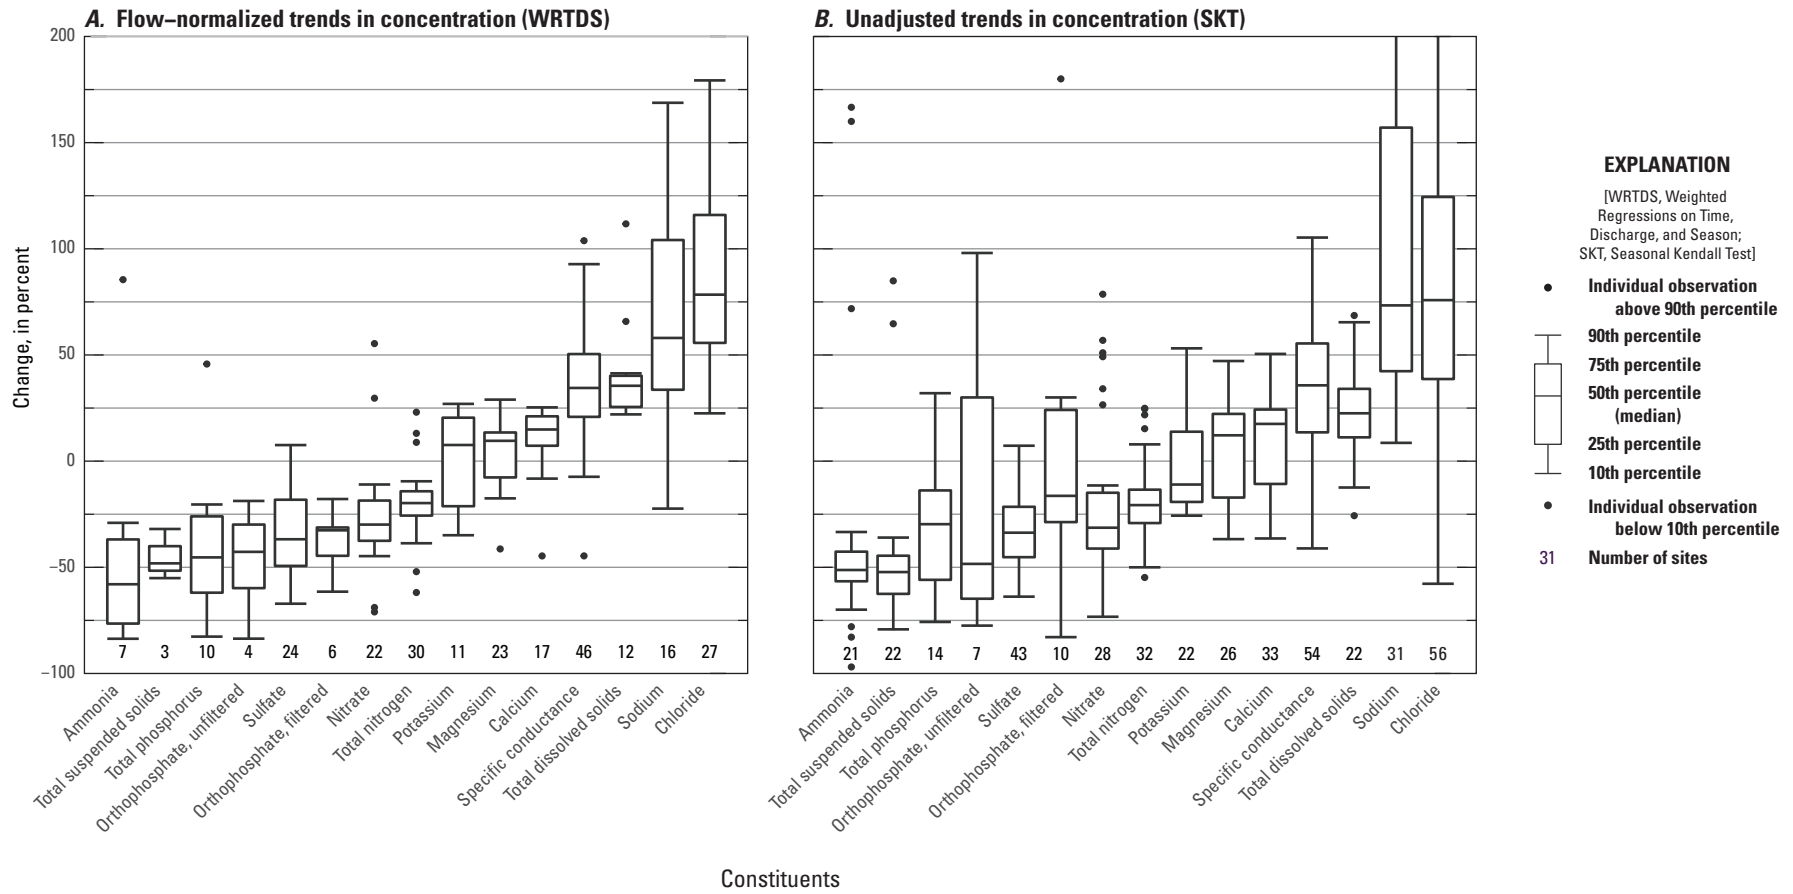 A. Flow–normalized trends in concentration (WRTDS)
B. Unadjusted trends in concentration (SKT)
Change, in percent
200
150
100
50
0
–50
–100
7 3 10 4 24 6 22 30 11 23 17 46 12 16 27
21 22 14 7 43 10 28 32 22 26 33 54 22 31 56
Ammonia
Total suspended solids
Total phosphorus
Orthophosphate, unfiltered
Sulfate
Orthophosphate, filtered
Nitrate
Total nitrogen
Potassium
Magnesium
Calcium
Specific conductance
Total dissolved solids
Sodium
Chloride
Ammonia
Total suspended solids
Total phosphorus
Orthophosphate, unfiltered
Sulfate
Orthophosphate, filtered
Nitrate
Total nitrogen
Potassium
Magnesium
Calcium
Specific conductance
Total dissolved solids
Sodium
Chloride
Constituents
EXPLANATION
[WRTDS, Weighted
Regressions on Time,
Discharge, and Season;
SKT, Seasonal Kendall Test]
Individual observation
above 90th percentile
90th percentile
75th percentile
50th percentile
(median)
25th percentile
10th percentile
Individual observation
below 10th percentile
31 Number of sites